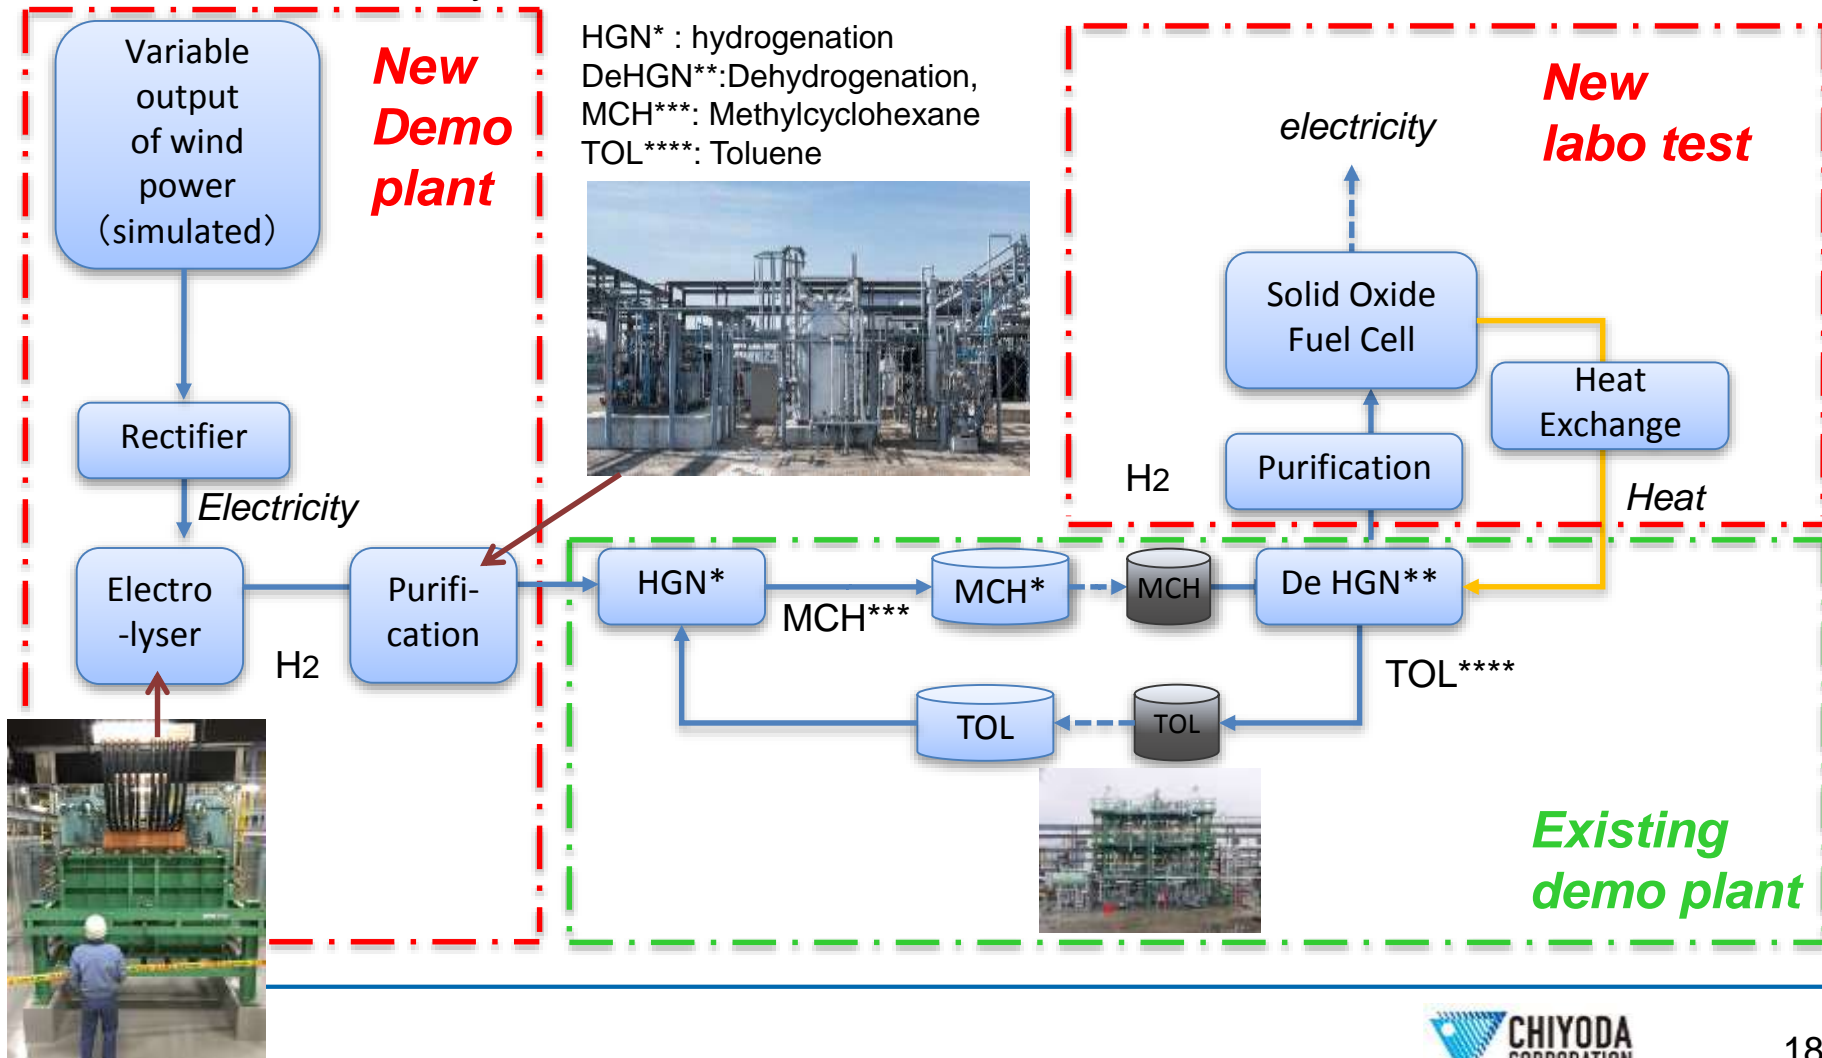 Variable
output
of wind
power
（simulated）
New
Demo
plant
Rectifier
Electricity
Electro
-lyser
H2
Purifi-
cation
HGN* : hydrogenation
DeHGN**:Dehydrogenation,
MCH***: Methylcyclohexane
TOL****: Toluene
New
labo test
electricity
Solid Oxide
Fuel Cell
Heat
Exchange
Purification
H2
Heat
HGN*
MCH***
MCH*
MCH
De HGN**
TOL****
TOL
TOL
Existing
demo plant
CHIYODA
CORPORATION
18